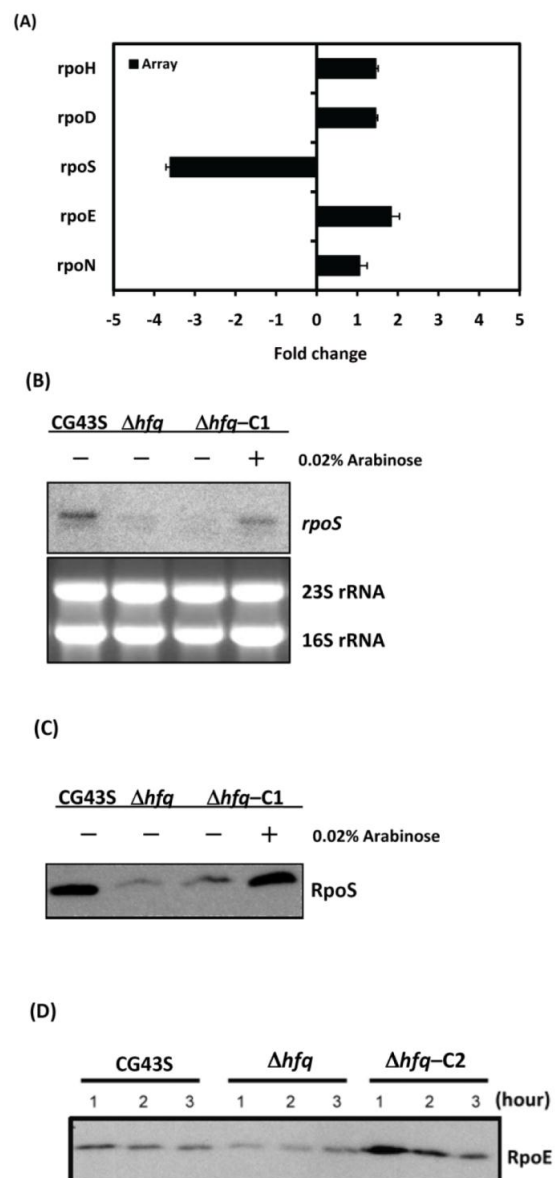 (A)
rpoH
■ Array
rpoD
rpoS
rpoE
rpoN
-5 -4 -3 -2 -1 0 1 2 3 4 5
Fold change
(B)
CG43S Δhfq Δhfq–C1
– – – + 0.02% Arabinose
rpoS
23S rRNA
16S rRNA
(C)
CG43S Δhfq Δhfq–C1
– – – + 0.02% Arabinose
RpoS
(D)
CG43S Δhfq Δhfq–C2
1 2 3 1 2 3 1 2 3 (hour)
RpoE